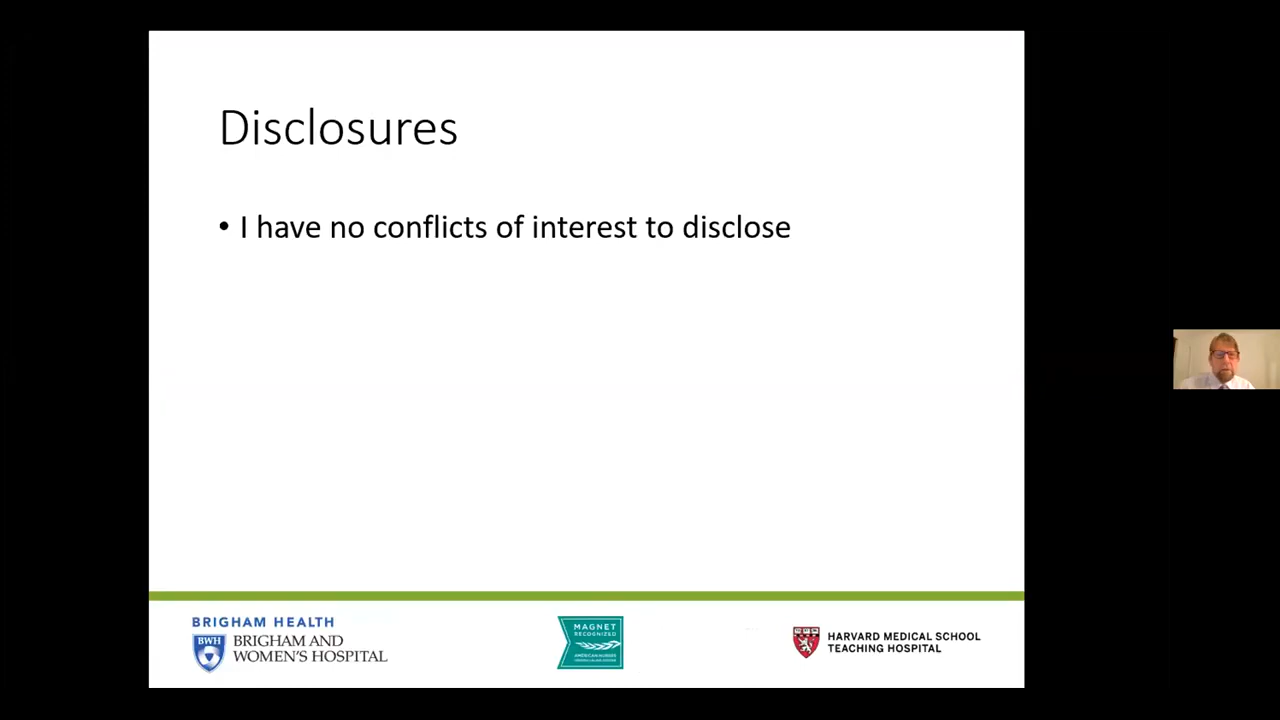 Disclosures
• I have no conflicts of interest to disclose
BRIGHAM HEALTH
BWH
BRIGHAM AND
WOMEN'S HOSPITAL
MAGNET
RECOGNIZED
AMERICAN NURSES
HARVARD MEDICAL SCHOOL
TEACHING HOSPITAL